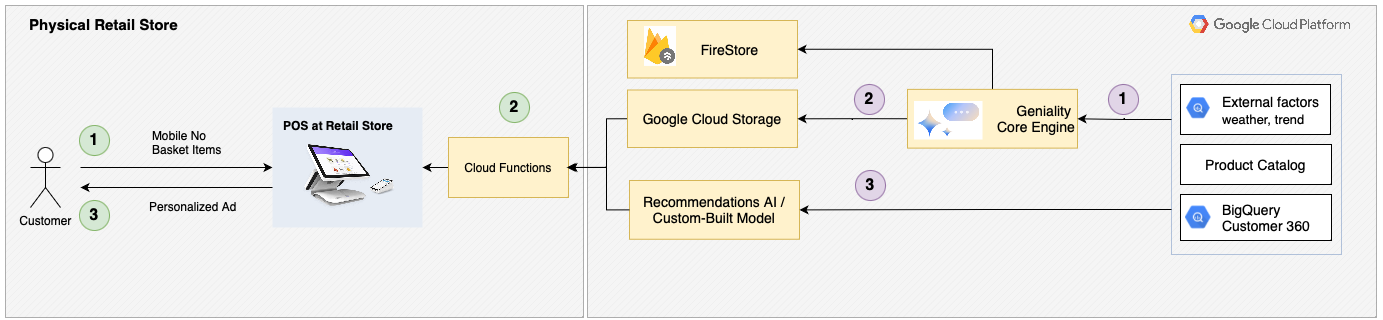 Physical Retail Store
Google Cloud Platform
FireStore
2
1
External factors
weather, trend
2
Google Cloud Storage
Geniality
Core Engine
POS at Retail Store
1
Mobile No
Basket Items
Cloud Functions
Product Catalog
3
Recommendations AI /
Custom-Built Model
BigQuery
Customer 360
Customer
3
Personalized Ad